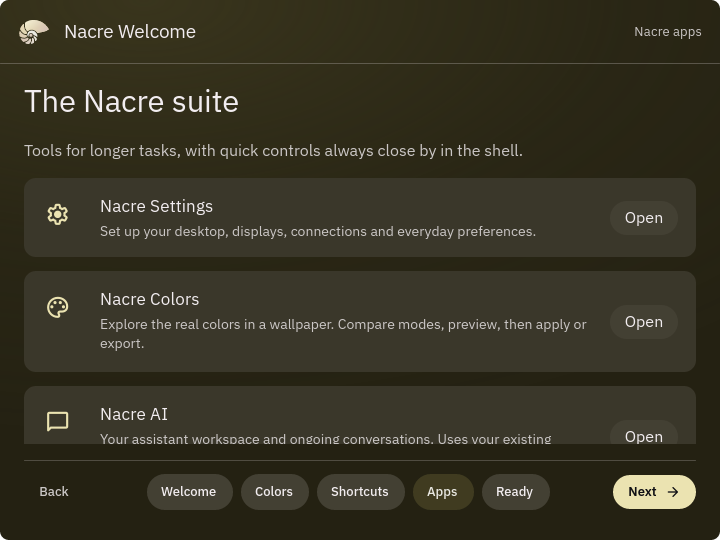 Nacre Welcome
Nacre apps
The Nacre suite
Tools for longer tasks, with quick controls always close by in the shell.
Nacre Settings
Set up your desktop, displays, connections and everyday preferences.
Open
Nacre Colors
Explore the real colors in a wallpaper. Compare modes, preview, then apply or
export.
Open
Nacre AI
Your assistant workspace and ongoing conversations. Uses your existing
Open
Back
Welcome
Colors
Shortcuts
Apps
Ready
Next